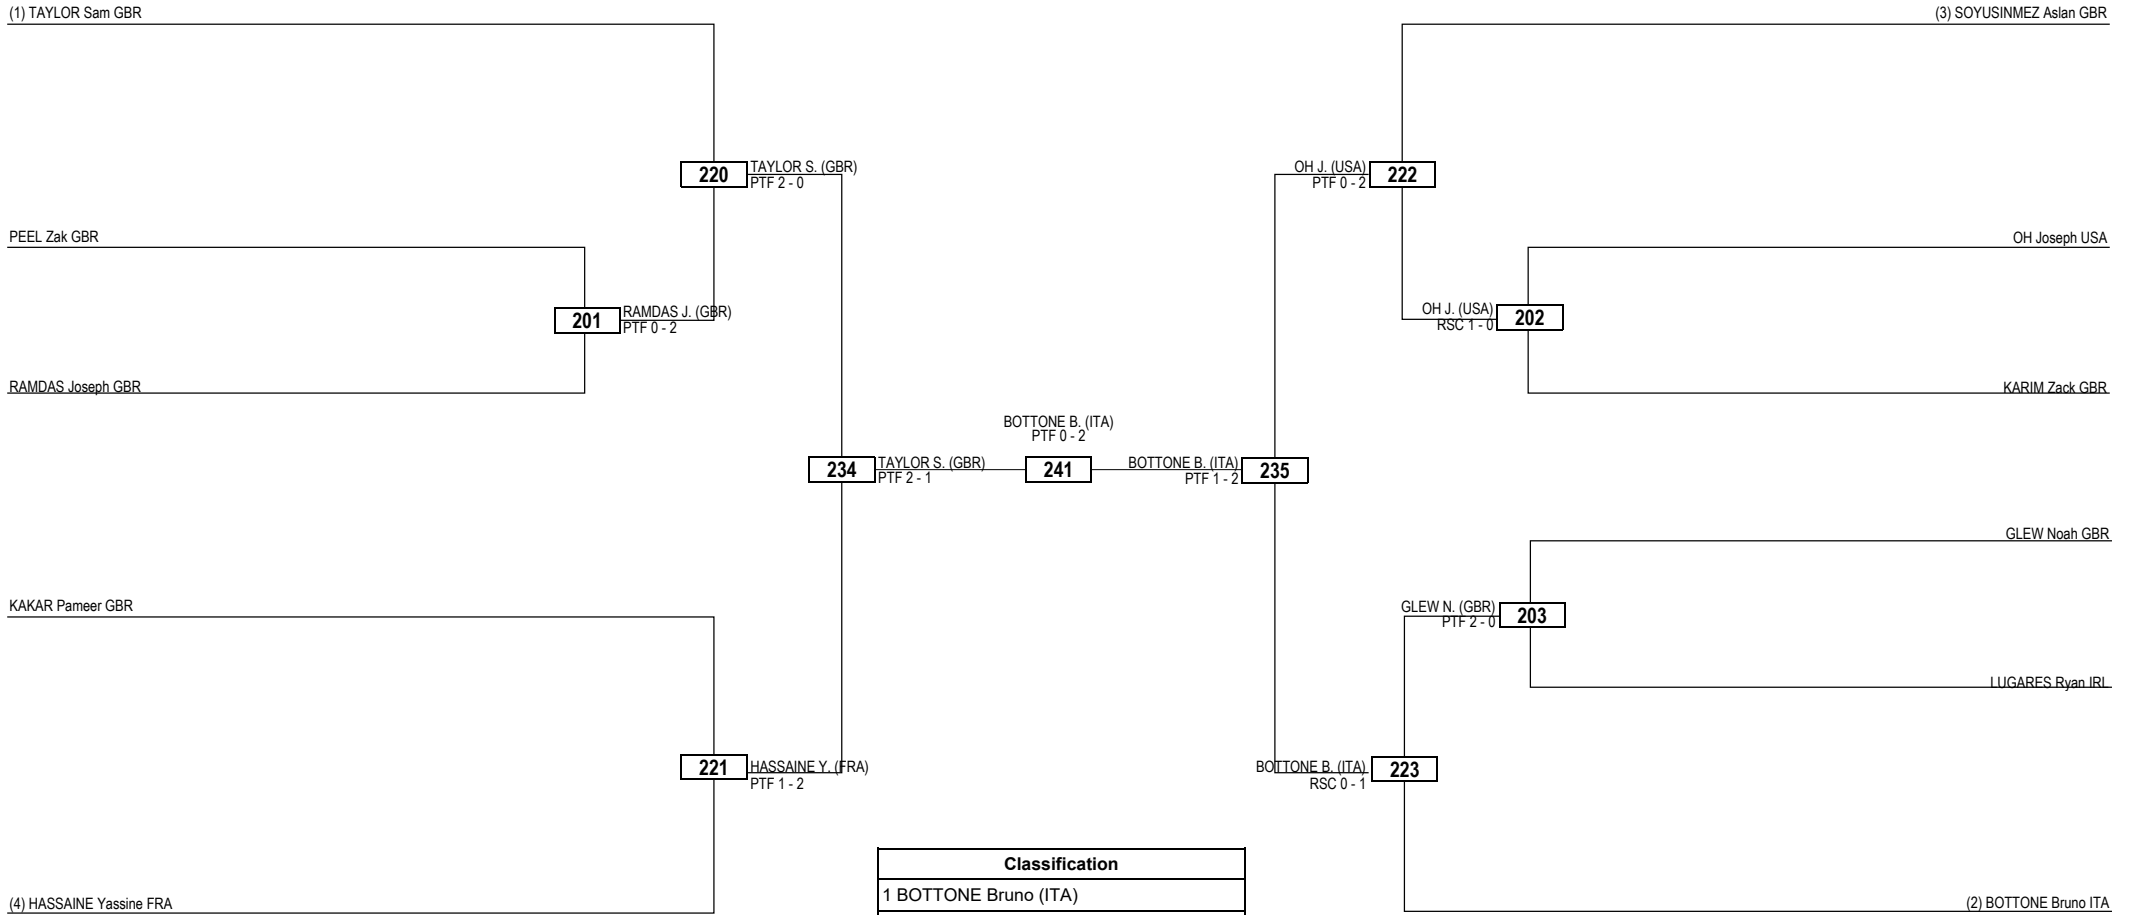 (1) TAYLOR Sam GBR
(3) SOYUSINMEZ Aslan GBR
220
TAYLOR S. (GBR)
PTF 2 - 0
OH J. (USA)
PTF 0 - 2
222
PEEL Zak GBR
OH Joseph USA
201
RAMDAS J. (GBR)
PTF 0 - 2
OH J. (USA)
RSC 1 - 0
202
RAMDAS Joseph GBR
KARIM Zack GBR
BOTTONE B. (ITA)
PTF 0 - 2
234
TAYLOR S. (GBR)
PTF 2 - 1
241
BOTTONE B. (ITA)
PTF 1 - 2
235
GLEW Noah GBR
KAKAR Pameer GBR
GLEW N. (GBR)
PTF 2 - 0
203
LUGARES Ryan IRL
221
HASSAINE Y. (FRA)
PTF 1 - 2
BOTTONE B. (ITA)
RSC 0 - 1
223
Classification
1 BOTTONE Bruno (ITA)
(4) HASSAINE Yassine FRA
(2) BOTTONE Bruno ITA